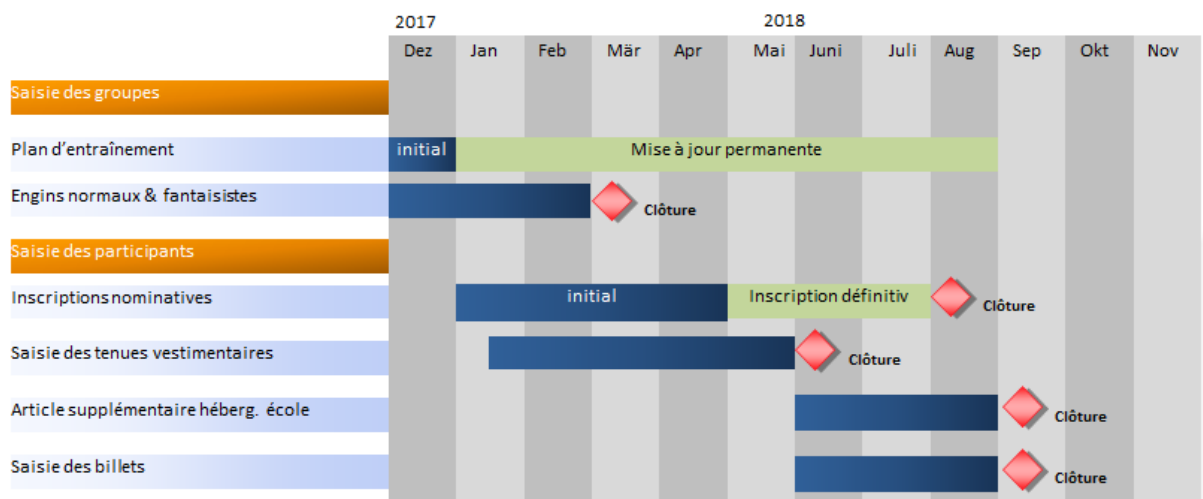 2017 2018
Dez Jan Feb Mär Apr Mai Juni Juli Aug Sep Okt Nov
Saisie des groupes
Plan d'entraînement initial Mise à jour permanente
Engins normaux & fantaisistes Clôture
Saisie des participants
Inscriptions nominatives initial Inscription définitiv Clôture
Saisie des tenues vestimentaires Clôture
Article supplémentaire héberg. école Clôture
Saisie des billets Clôture